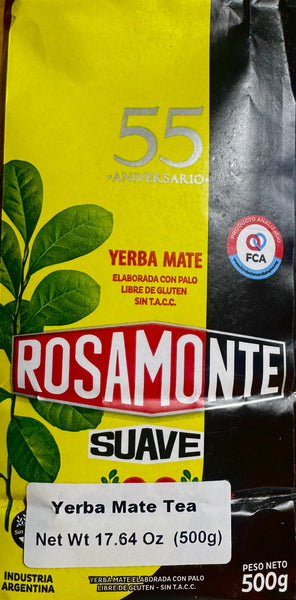 55
•ANIVERSARIO•
PRODUCTO ANALIZADO
FCA
YERBA MATE
ELABORADA CON PALO
LIBRE DE GLUTEN
SIN T.A.C.C.
ROSAMONTE
SUAVE
Yerba Mate Tea
Net Wt 17.64 Oz (500g)
Sin
INDUSTRIA
ARGENTINA
YERBA MATE ELABORADA CON PALO
LIBRE DE GLUTEN - SIN T.A.C.C.
PESO NETO
500g